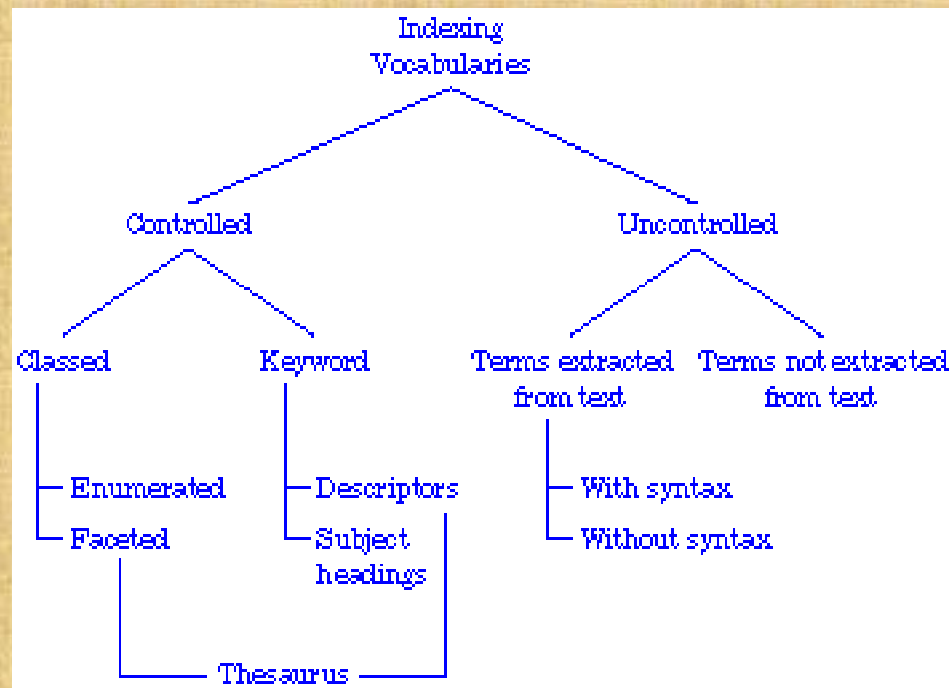 Indexing
Vocabularies
Controlled
Uncontrolled
Classed
Keyword
Terms extracted
from text
Terms not extracted
from text
Enumerated
Faceted
Descriptors
Subject
headings
With syntax
Without syntax
Thesaurus